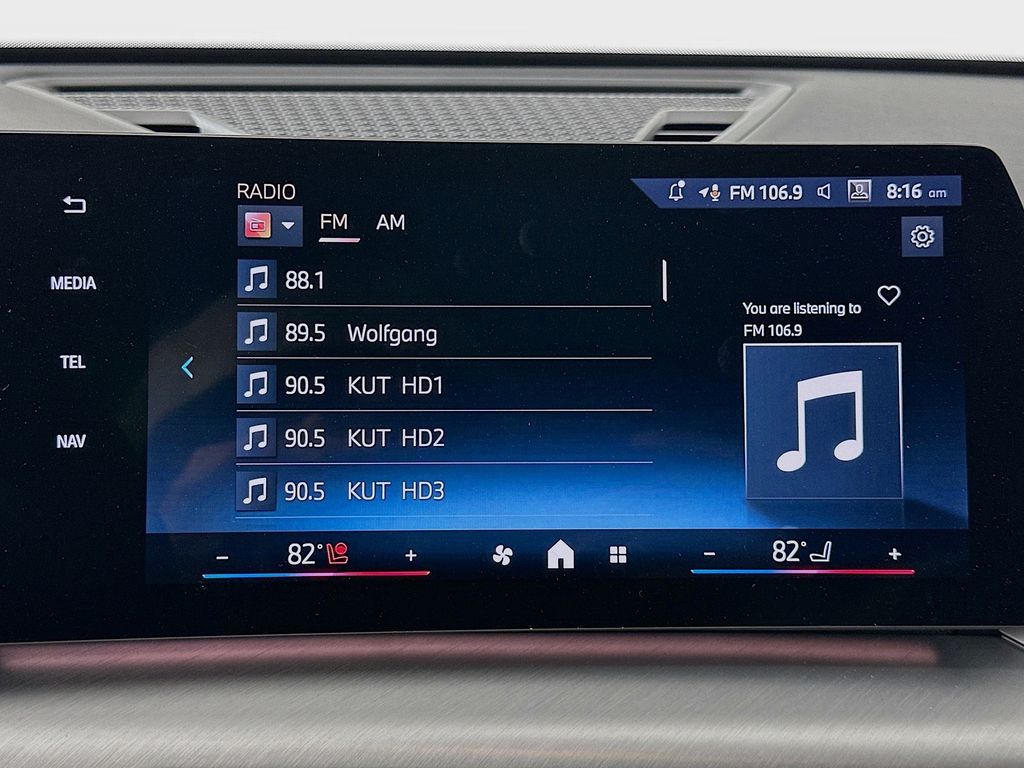 RADIO
FM 106.9 8:16 am
FM AM
MEDIA
TEL
NAV
88.1
89.5 Wolfgang
90.5 KUT HD1
90.5 KUT HD2
90.5 KUT HD3
You are listening to
FM 106.9
- 82° +
- 82° +